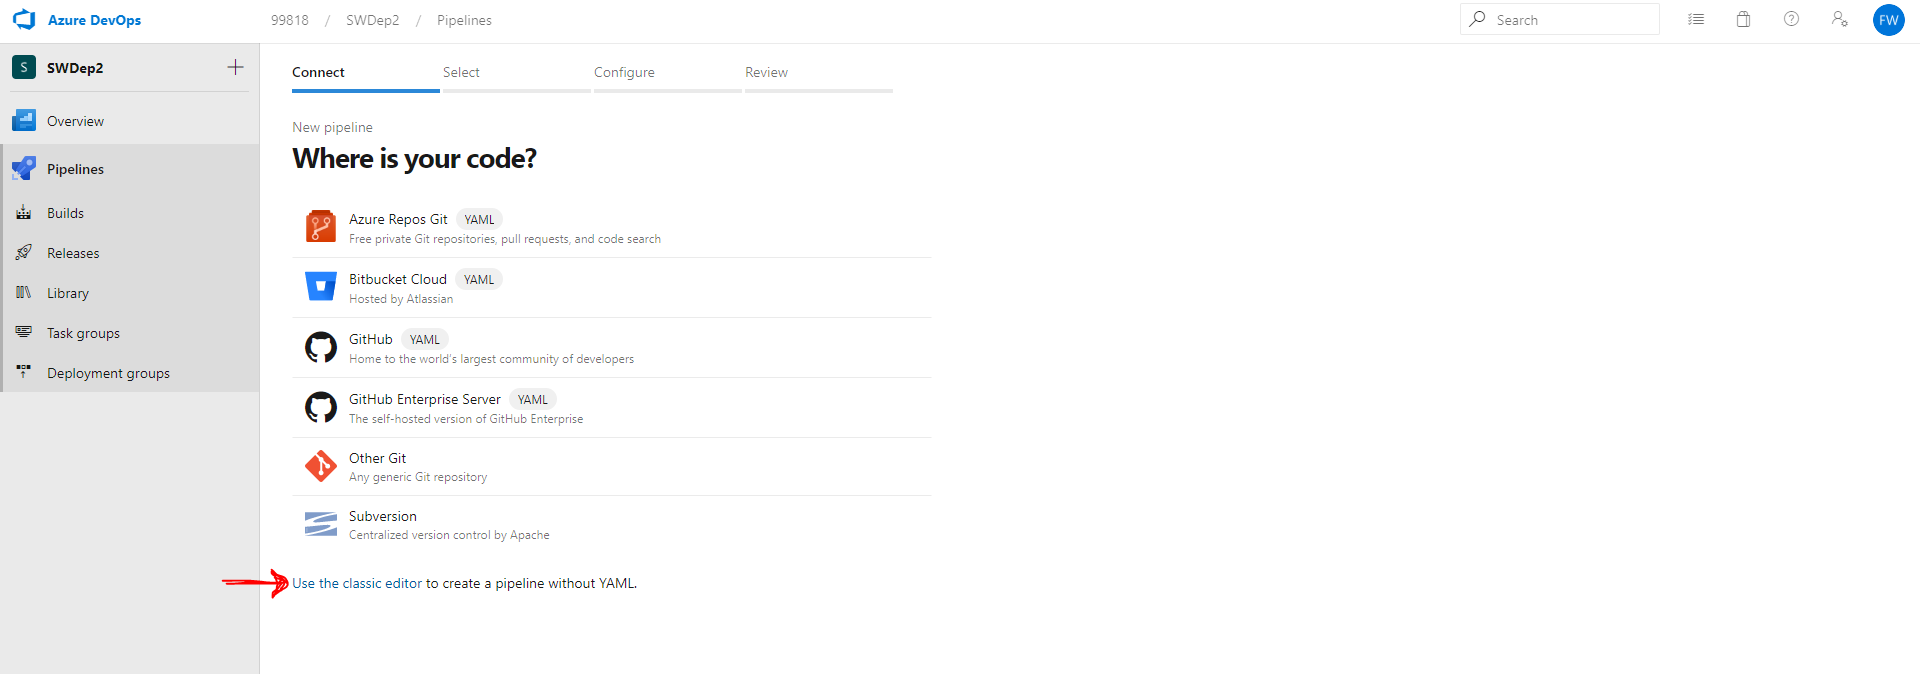 Azure DevOps
99818 / SWDep2 / Pipelines
Search
FW
S SWDep2
Overview
Pipelines
Builds
Releases
Library
Task groups
Deployment groups
Connect Select Configure Review
New pipeline
Where is your code?
Azure Repos Git YAML
Free private Git repositories, pull requests, and code search
Bitbucket Cloud YAML
Hosted by Atlassian
GitHub YAML
Home to the world's largest community of developers
GitHub Enterprise Server YAML
The self-hosted version of GitHub Enterprise
Other Git
Any generic Git repository
Subversion
Centralized version control by Apache
Use the classic editor to create a pipeline without YAML.